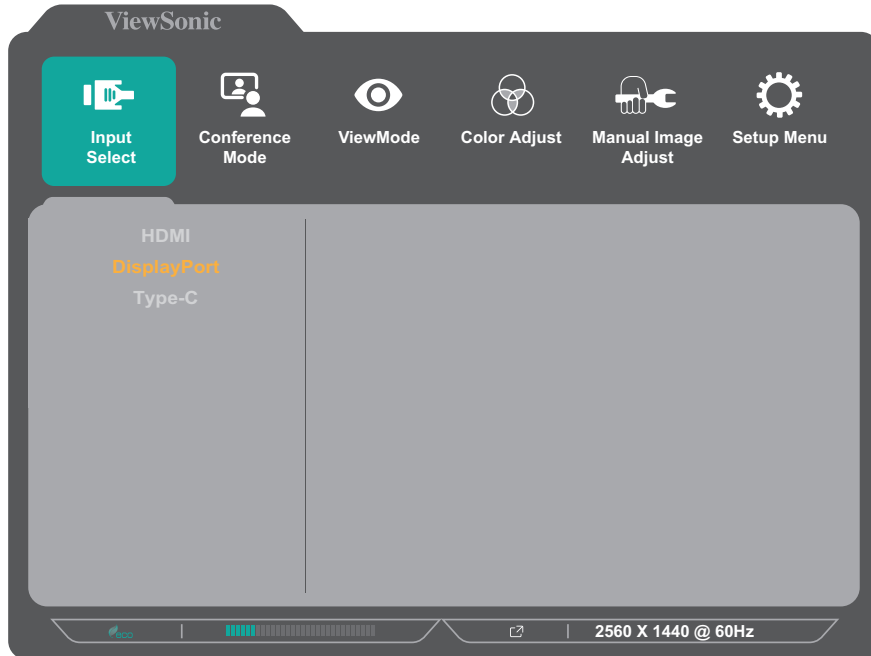 ViewSonic
Input
Select
Conference
Mode
ViewMode
Color Adjust
Manual Image
Adjust
Setup Menu
HDMI
DisplayPort
Type-C
eco
2560 X 1440 @ 60Hz